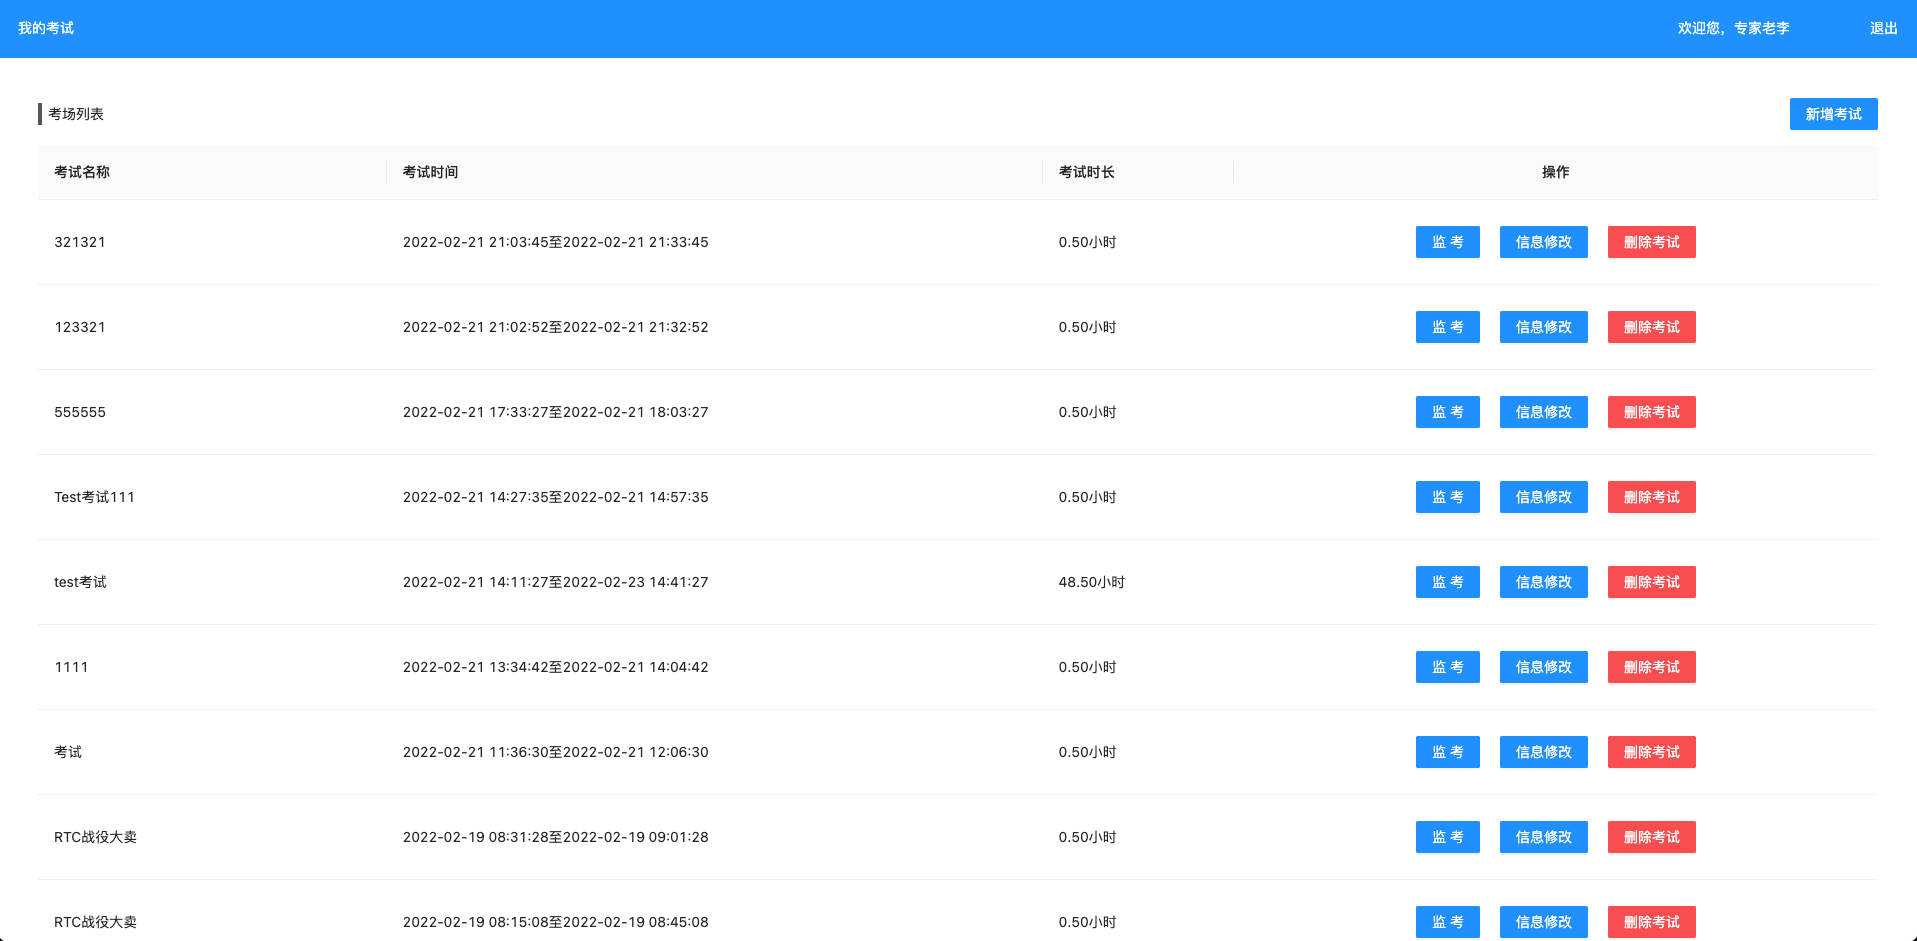 我的考试 欢迎您，专家老李 退出
考场列表 新增考试
考试名称 考试时间 考试时长 操作
321321 2022-02-21 21:03:45至2022-02-21 21:33:45 0.50小时 监 考 信息修改 删除考试
123321 2022-02-21 21:02:52至2022-02-21 21:32:52 0.50小时 监 考 信息修改 删除考试
555555 2022-02-21 17:33:27至2022-02-21 18:03:27 0.50小时 监 考 信息修改 删除考试
Test考试111 2022-02-21 14:27:35至2022-02-21 14:57:35 0.50小时 监 考 信息修改 删除考试
test考试 2022-02-21 14:11:27至2022-02-23 14:41:27 48.50小时 监 考 信息修改 删除考试
1111 2022-02-21 13:34:42至2022-02-21 14:04:42 0.50小时 监 考 信息修改 删除考试
考试 2022-02-21 11:36:30至2022-02-21 12:06:30 0.50小时 监 考 信息修改 删除考试
RTC战役大卖 2022-02-19 08:31:28至2022-02-19 09:01:28 0.50小时 监 考 信息修改 删除考试
RTC战役大卖 2022-02-19 08:15:08至2022-02-19 08:45:08 0.50小时 监 考 信息修改 删除考试